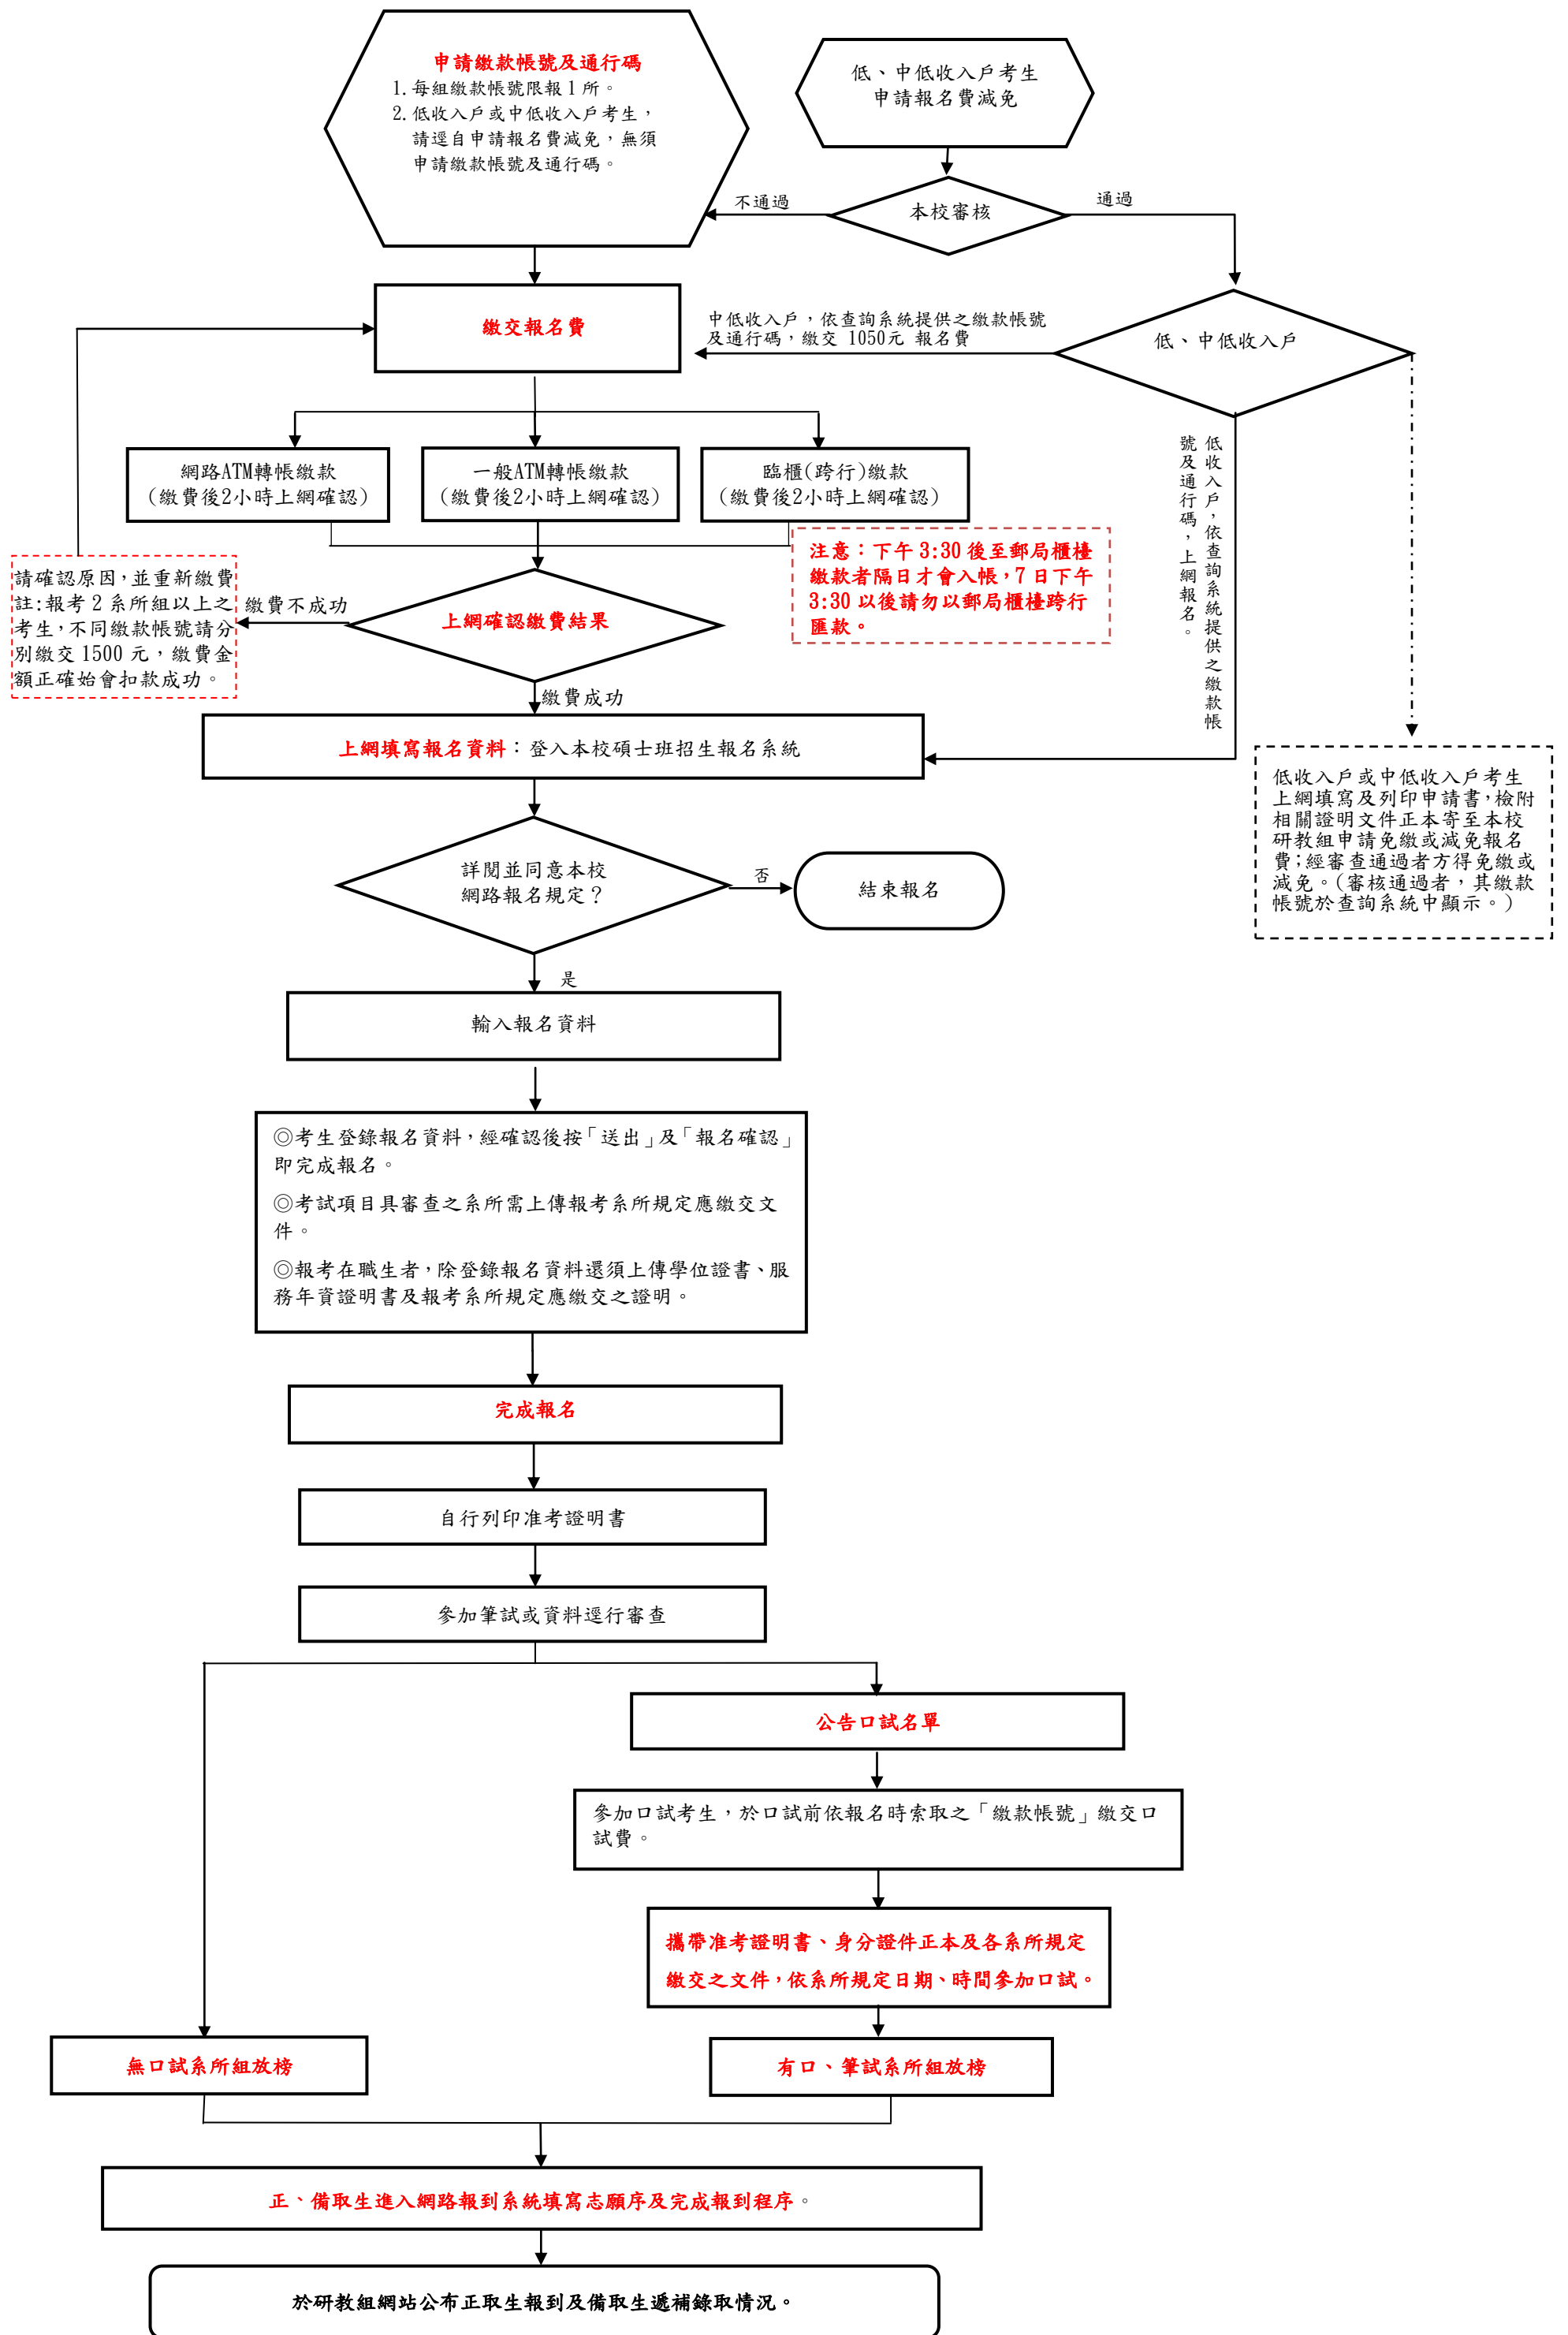 申請繳款帳號及通行碼
1.每組繳款帳號限報1所。
2.低收入戶或中低收入戶考生，
請逕自申請報名費減免，無須
申請繳款帳號及通行碼。
低、中低收入戶考生
申請報名費減免
本校審核
不通過
通過
繳交報名費
中低收入戶，依查詢系統提供之繳款帳號
及通行碼，繳交 1050元 報名費
低、中低收入戶
低收入戶，依查詢系統提供之繳款帳
號及通行碼，上網報名。
網路ATM轉帳繳款
(繳費後2小時上網確認)
一般ATM轉帳繳款
(繳費後2小時上網確認)
臨櫃(跨行)繳款
(繳費後2小時上網確認)
注意：下午 3:30 後至郵局櫃檯
繳款者隔日才會入帳，7 日下午
3:30 以後請勿以郵局櫃檯跨行
匯款。
請確認原因，並重新繳費
註:報考 2 系所組以上之
考生，不同繳款帳號請分
別繳交 1500 元，繳費金
額正確始會扣款成功。
繳費不成功
上網確認繳費結果
繳費成功
上網填寫報名資料：登入本校碩士班招生報名系統
低收入戶或中低收入戶考生
上網填寫及列印申請書，檢附
相關證明文件正本寄至本校
研教組申請免繳或減免報名
費；經審查通過者方得免繳或
減免。(審核通過者，其繳款
帳號於查詢系統中顯示。)
詳閱並同意本校
網路報名規定？
否
結束報名
是
輸入報名資料
◎考生登錄報名資料，經確認後按「送出」及「報名確認」
即完成報名。
◎考試項目具審查之系所需上傳報考系所規定應繳交文
件。
◎報考在職生者，除登錄報名資料還須上傳學位證書、服
務年資證明書及報考系所規定應繳交之證明。
完成報名
自行列印准考證明書
參加筆試或資料逕行審查
公告口試名單
參加口試考生，於口試前依報名時索取之「繳款帳號」繳交口
試費。
攜帶准考證明書、身分證件正本及各系所規定
繳交之文件，依系所規定日期、時間參加口試。
無口試系所組放榜
有口、筆試系所組放榜
正、備取生進入網路報到系統填寫志願序及完成報到程序。
於研教組網站公布正取生報到及備取生遞補錄取情況。